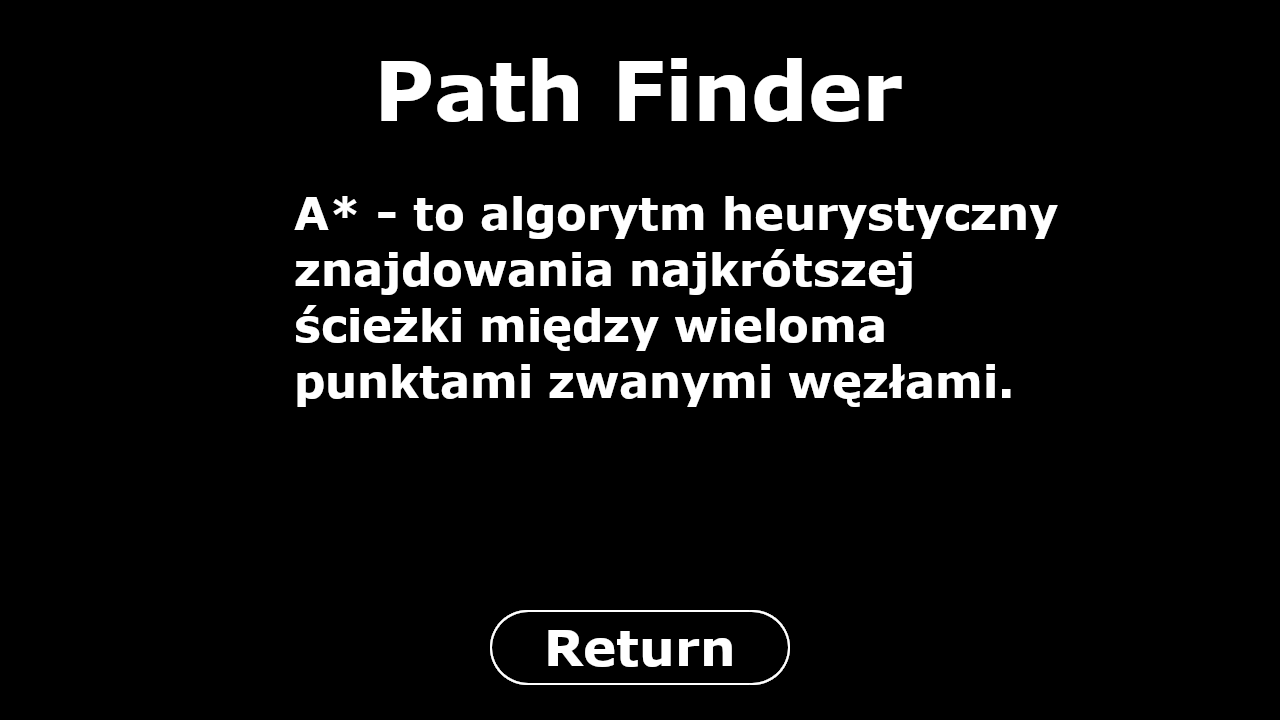 Path Finder
A* - to algorytm heurystyczny
znajdowania najkrótszej
ścieżki między wieloma
punktami zwanymi węzłami.
Return